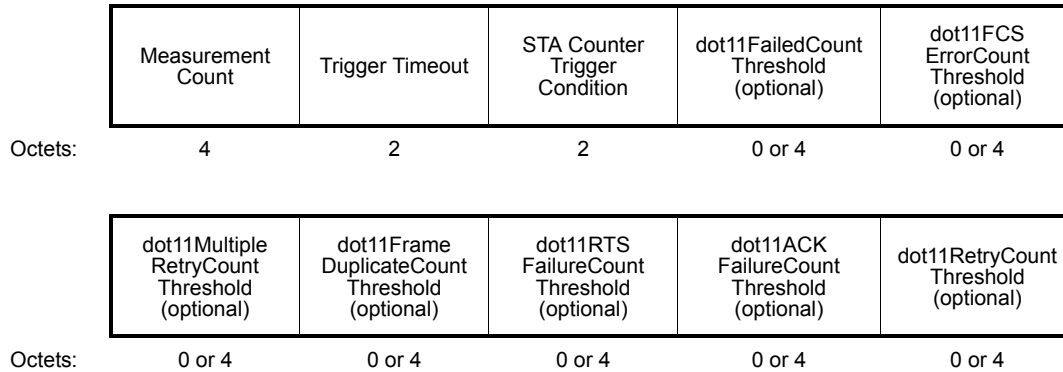 Measurement
Count
Trigger Timeout
STA Counter
Trigger
Condition
dot11FailedCount
Threshold
(optional)
dot11FCS
ErrorCount
Threshold
(optional)
Octets: 4 2 2 0 or 4 0 or 4
dot11Multiple
RetryCount
Threshold
(optional)
dot11Frame
DuplicateCount
Threshold
(optional)
dot11RTS
FailureCount
Threshold
(optional)
dot11ACK
FailureCount
Threshold
(optional)
dot11RetryCount
Threshold
(optional)
Octets: 0 or 4 0 or 4 0 or 4 0 or 4 0 or 4